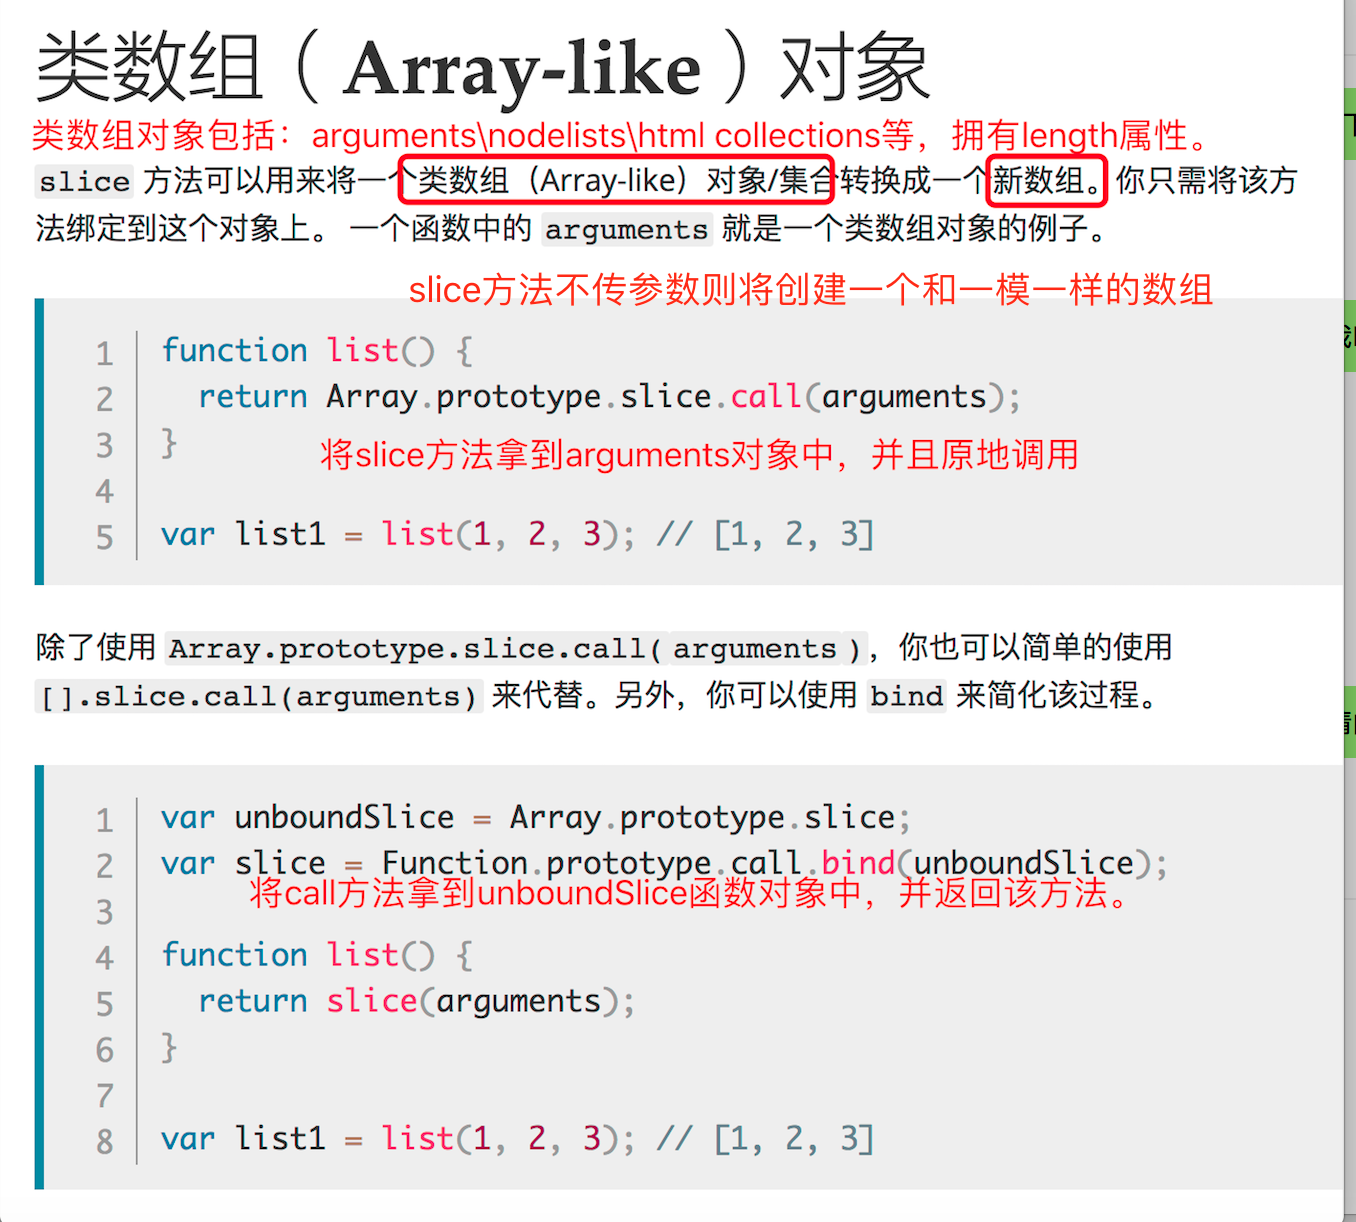 类数组（Array-like）对象
类数组对象包括：arguments\nodelists\html collections等，拥有length属性。
slice 方法可以用来将一个类数组（Array-like）对象/集合转换成一个新数组。你只需将该方
法绑定到这个对象上。 一个函数中的 arguments 就是一个类数组对象的例子。
slice方法不传参数则将创建一个和一模一样的数组
1 function list() {
2   return Array.prototype.slice.call(arguments);
3 }
将slice方法拿到arguments对象中，并且原地调用
4
5 var list1 = list(1, 2, 3); // [1, 2, 3]
除了使用 Array.prototype.slice.call(arguments)，你也可以简单的使用
[].slice.call(arguments) 来代替。另外，你可以使用 bind 来简化该过程。
1 var unboundSlice = Array.prototype.slice;
2 var slice = Function.prototype.call.bind(unboundSlice);
将call方法拿到unboundSlice函数对象中，并返回该方法。
3
4 function list() {
5   return slice(arguments);
6 }
7
8 var list1 = list(1, 2, 3); // [1, 2, 3]